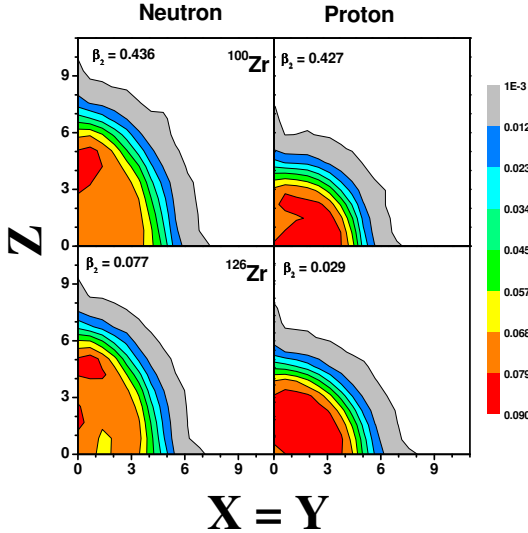 Neutron Proton
β2 = 0.436 100Zr β2 = 0.427
9
6
3
0
β2 = 0.077 126Zr β2 = 0.029
9
6
3
0
0 3 6 9 0 3 6 9
Z
X = Y
1E-3
0.012
0.023
0.034
0.045
0.057
0.068
0.079
0.090